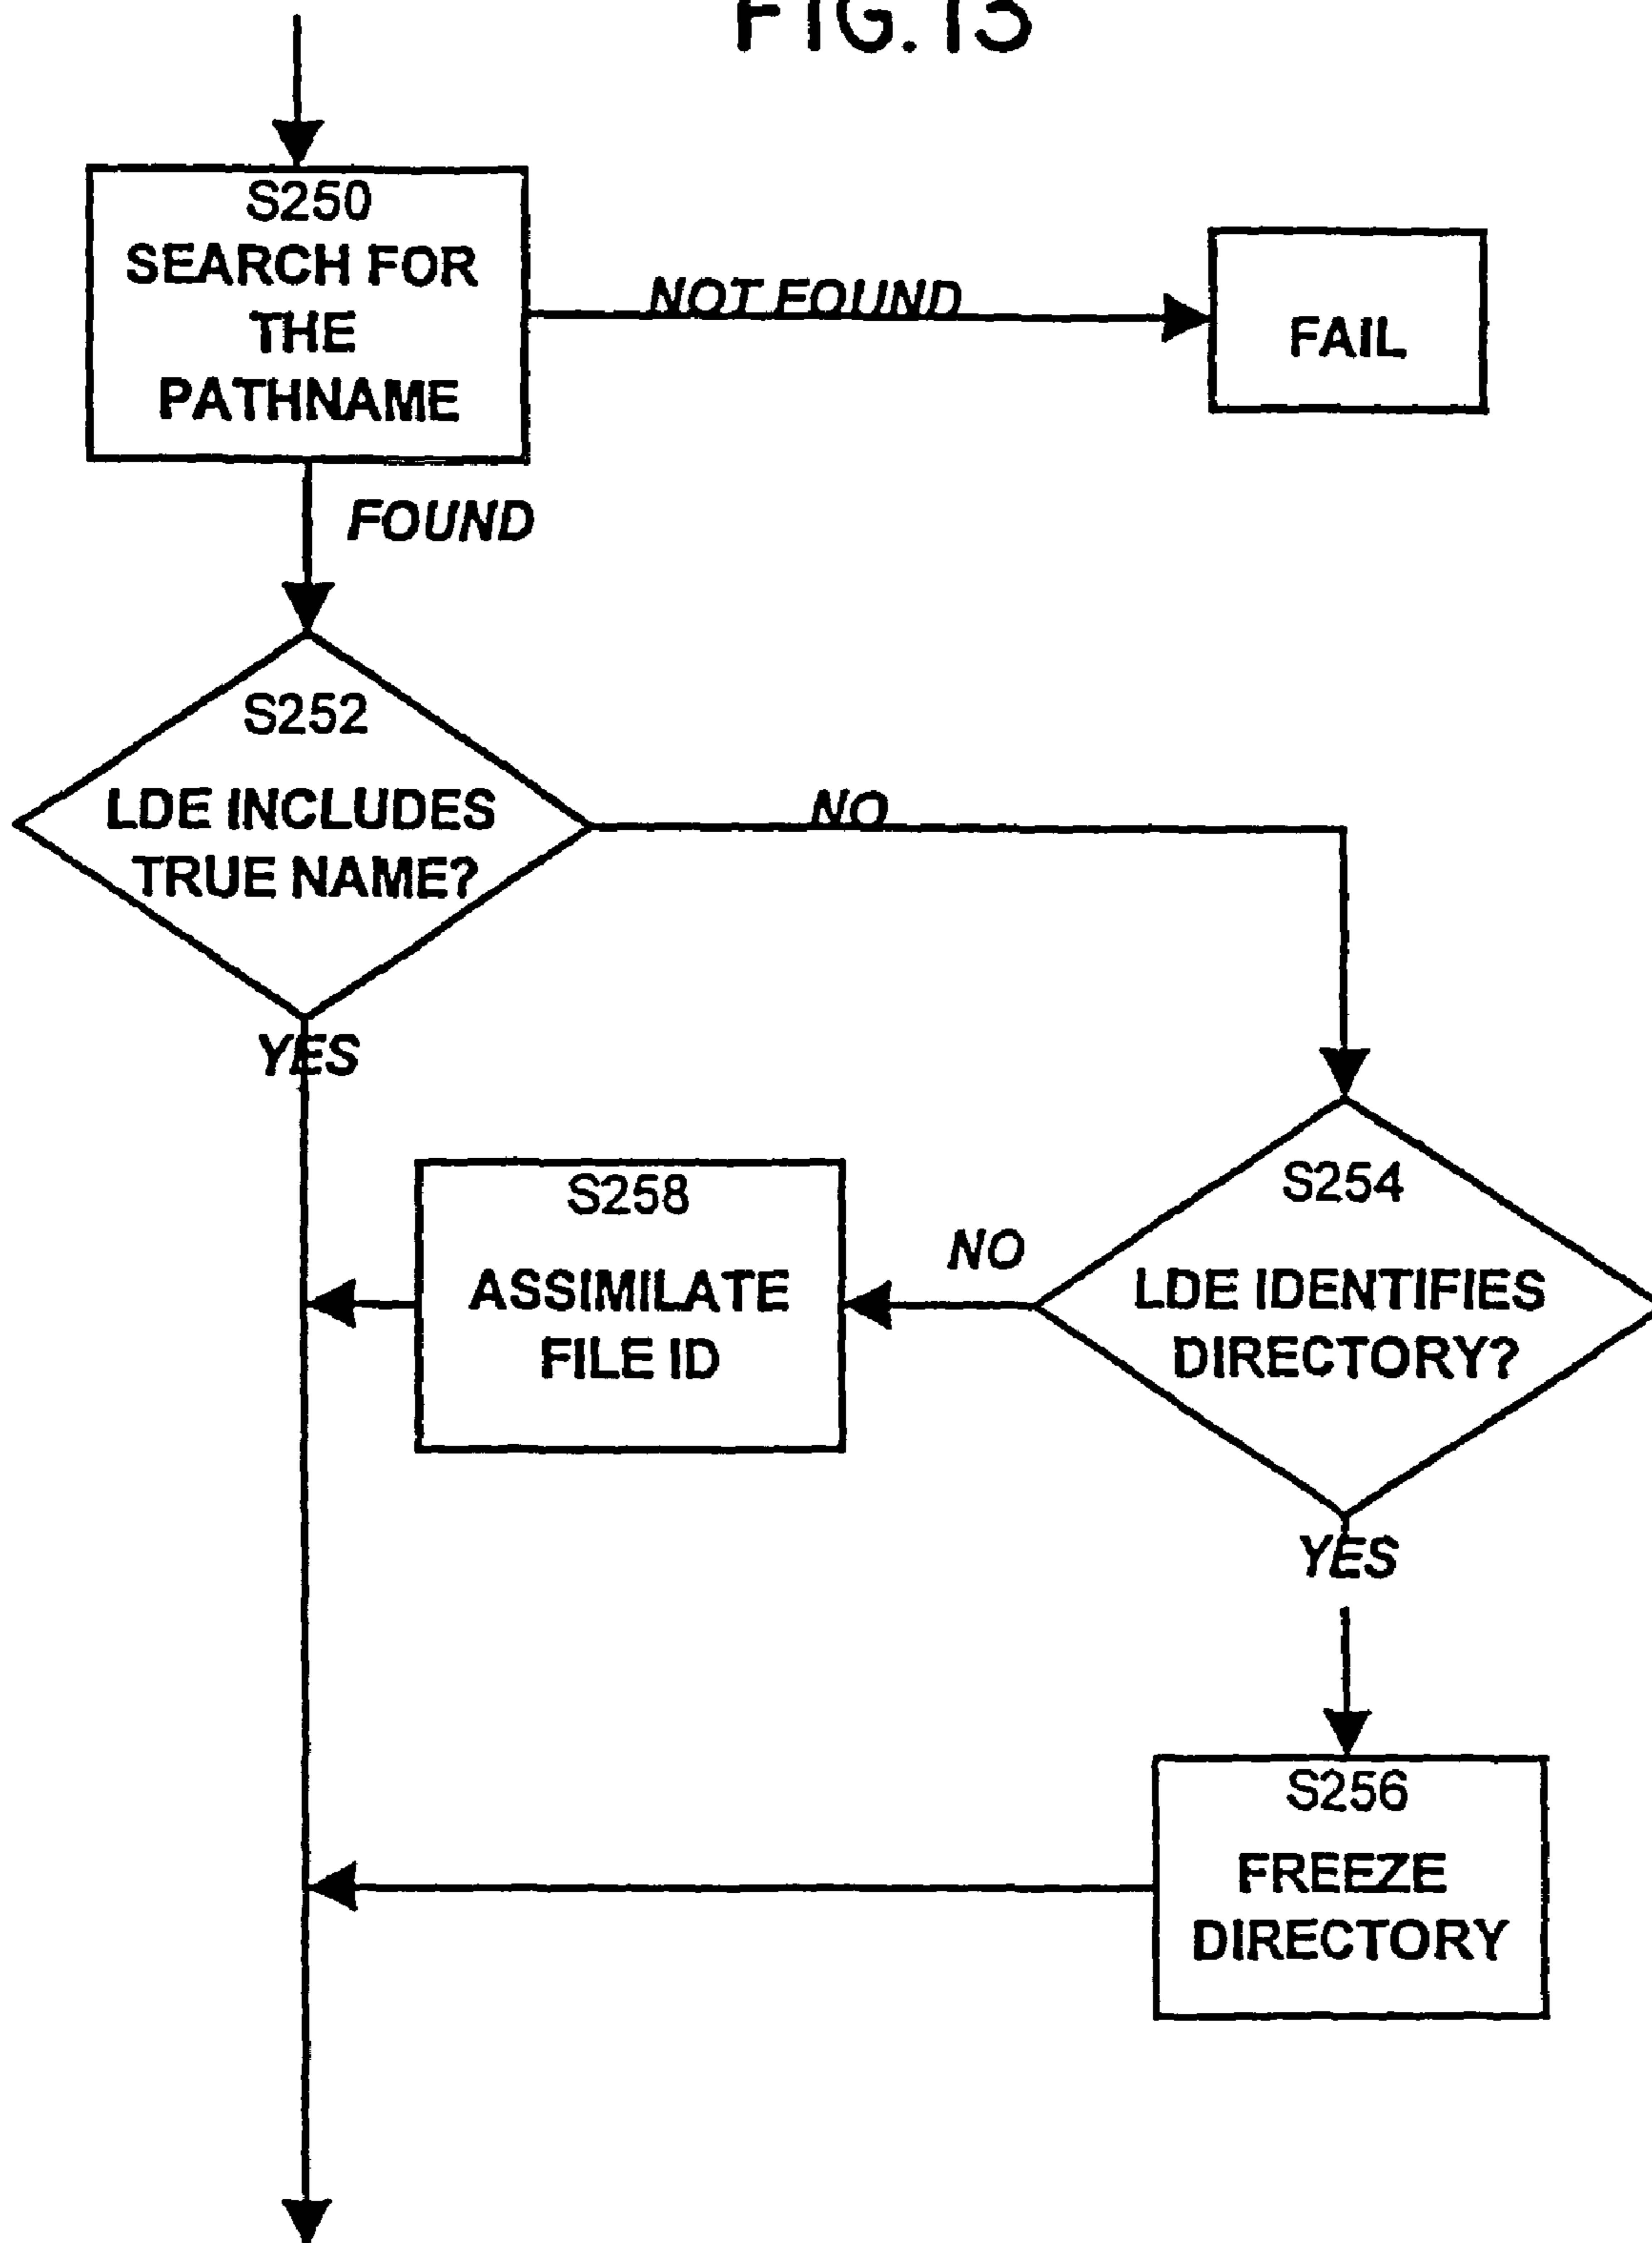 FIG. 13
S250
SEARCH FOR
THE
PATHNAME
NOT FOUND
FAIL
FOUND
S252
LDE INCLUDES
TRUE NAME?
NO
YES
S258
ASSIMILATE
FILE ID
NO
S254
LDE IDENTIFIES
DIRECTORY?
YES
S256
FREEZE
DIRECTORY